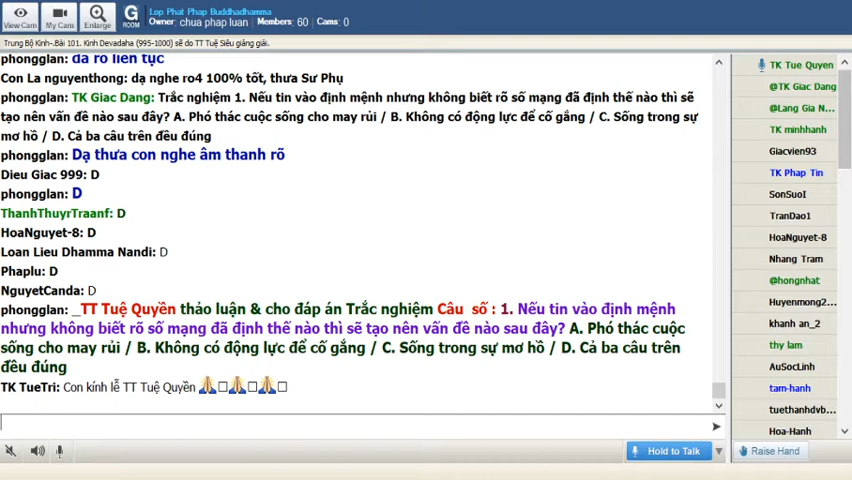 View Cam
My Cams
Enlarge
G
ROOM
Lop Phat Phap Buddhadhamma
Owner: chua phap luan Members: 60 Cams: 0
Trung Bộ Kinh-.Bài 101. Kinh Devadaha (995-1000) sẽ do TT Tuệ Siêu giảng giải.
phongglan: đã rõ liên tục
Con La nguyenthong: dạ nghe ro4 100% tốt, thưa Sư Phụ
TK Giac Dang: Trắc nghiệm 1. Nếu tin vào định mệnh nhưng không biết rõ số mạng đã định thế nào thì sẽ
tạo nên vấn đề nào sau đây? A. Phó thác cuộc sống cho may rủi / B. Không có động lực để cố gắng / C. Sống trong sự
mơ hồ / D. Cả ba câu trên đều đúng
phongglan: Dạ thưa con nghe âm thanh rõ
Dieu Giac 999: D
phongglan: D
ThanhThuyrTraanf: D
HoaNguyet-8: D
Loan Lieu Dhamma Nandi: D
Phaplu: D
NguyetCanda: D
phongglan: _TT Tuệ Quyền thảo luận & cho đáp án Trắc nghiệm Câu số : 1. Nếu tin vào định mệnh
nhưng không biết rõ số mạng đã định thế nào thì sẽ tạo nên vấn đề nào sau đây? A. Phó thác cuộc
sống cho may rủi / B. Không có động lực để cố gắng / C. Sống trong sự mơ hồ / D. Cả ba câu trên
đều đúng
TK TueTri: Con kính lễ TT Tuệ Quyền 🙏□🙏□🙏□
TK Tue Quyen
@TK Giac Dang
@Lang Gia N...
TK minhhanh
Giacvien93
TK Phap Tin
SonSuoI
TranDao1
HoaNguyet-8
Nhang Tram
@hongnhat
Huyenmong2...
khanh an_2
thy lam
AuSocLinh
tam-hanh
tuethanhdvb...
Hoa-Hanh
Hold to Talk
Raise Hand